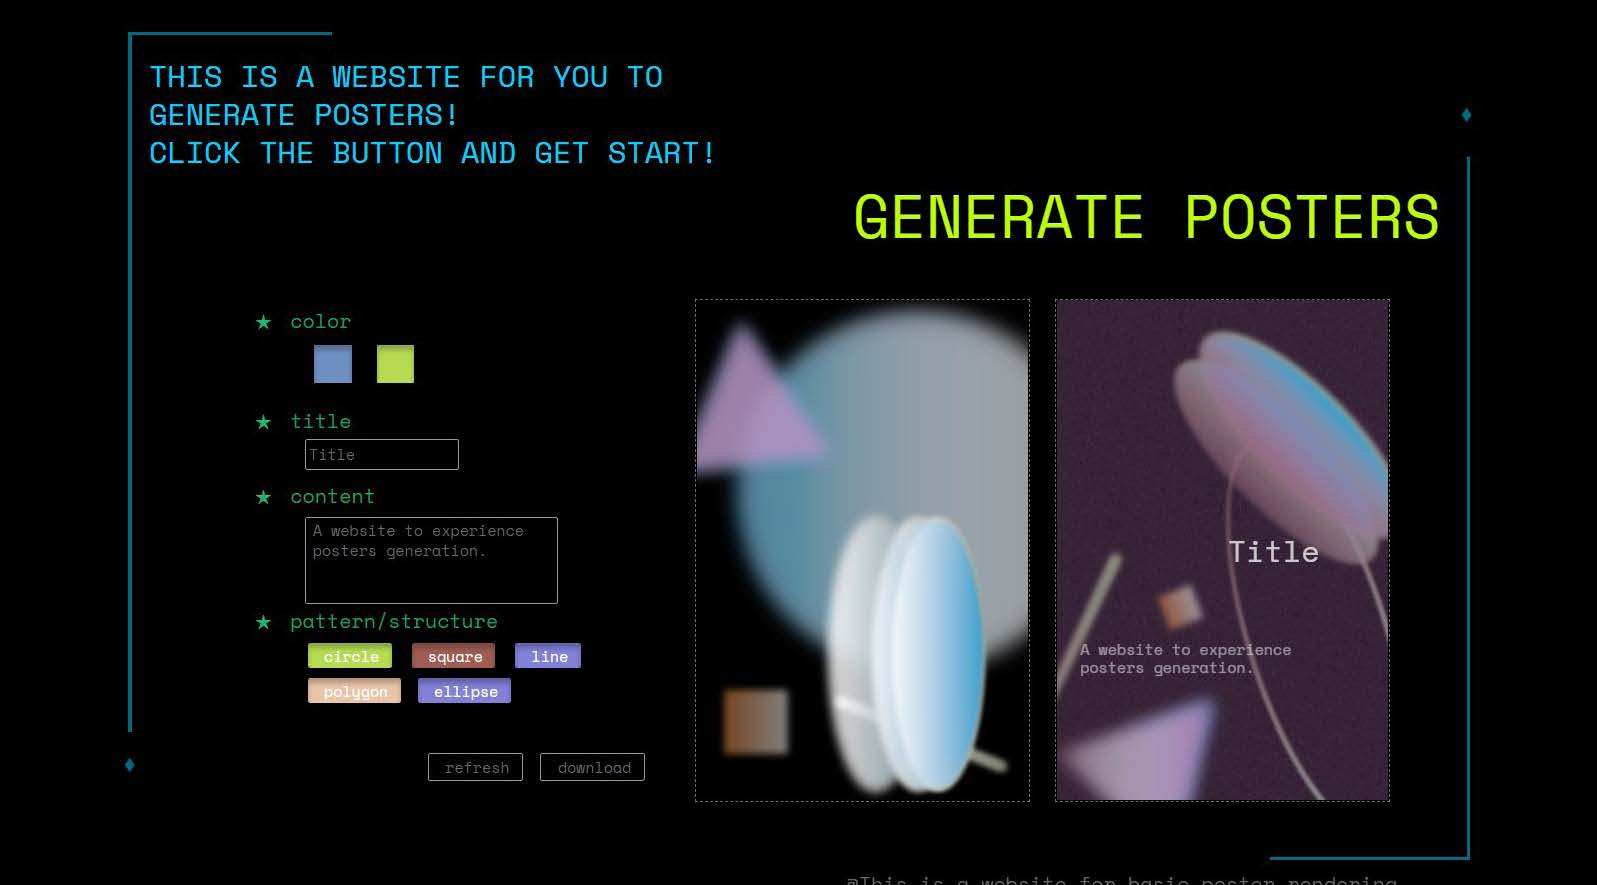 THIS IS A WEBSITE FOR YOU TO
GENERATE POSTERS!
CLICK THE BUTTON AND GET START!
GENERATE POSTERS
color
title
Title
content
A website to experience
posters generation.
pattern/structure
circle
square
line
polygon
ellipse
refresh
download
Title
A website to experience
posters generation.
@This is a website for basic poster rendering